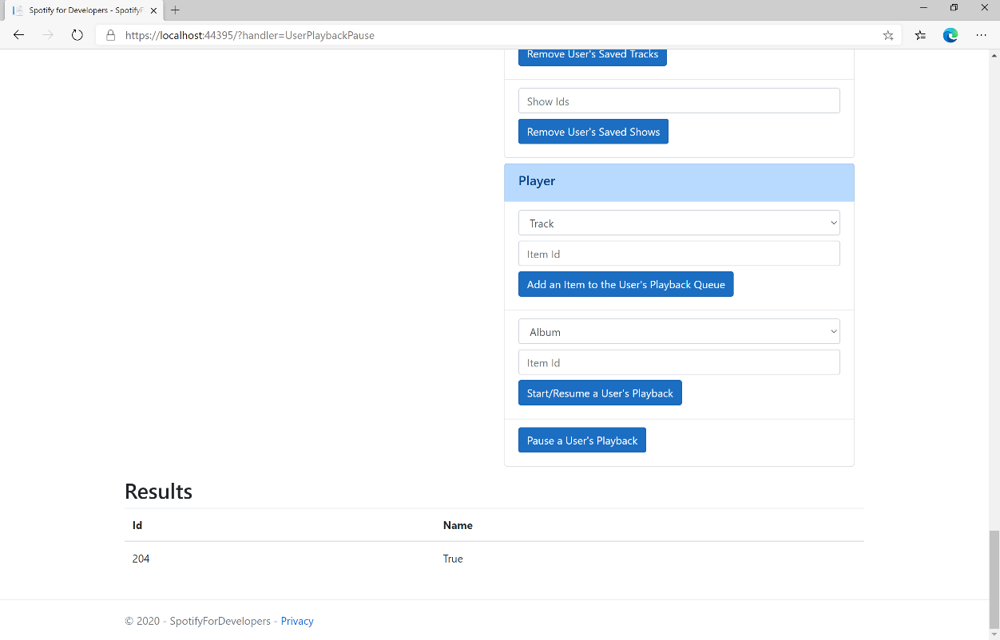 Spotify for Developers - SpotifyF
https://localhost:44395/?handler=UserPlaybackPause
Remove User's Saved Tracks
Show Ids
Remove User's Saved Shows
Player
Track
Item Id
Add an Item to the User's Playback Queue
Album
Item Id
Start/Resume a User's Playback
Pause a User's Playback
Results
Id Name
204 True
© 2020 - SpotifyForDevelopers - Privacy